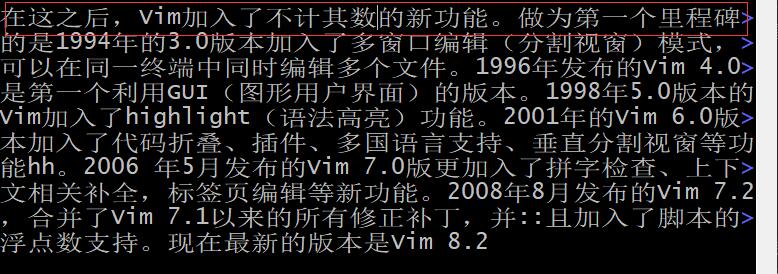 在这之后，Vim加入了不计其数的新功能。做为第一个里程碑>
的是1994年的3.0版本加入了多窗口编辑（分割视窗）模式，>
可以在同一终端中同时编辑多个文件。1996年发布的Vim 4.0>
是第一个利用GUI（图形用户界面）的版本。1998年5.0版本的>
Vim加入了highlight（语法高亮）功能。2001年的Vim 6.0版>
本加入了代码折叠、插件、多国语言支持、垂直分割视窗等功>
能hh。2006 年5月发布的Vim 7.0版更加入了拼字检查、上下>
文相关补全，标签页编辑等新功能。2008年8月发布的Vim 7.2>
，合并了Vim 7.1以来的所有修正补丁，并::且加入了脚本的>
浮点数支持。现在最新的版本是Vim 8.2